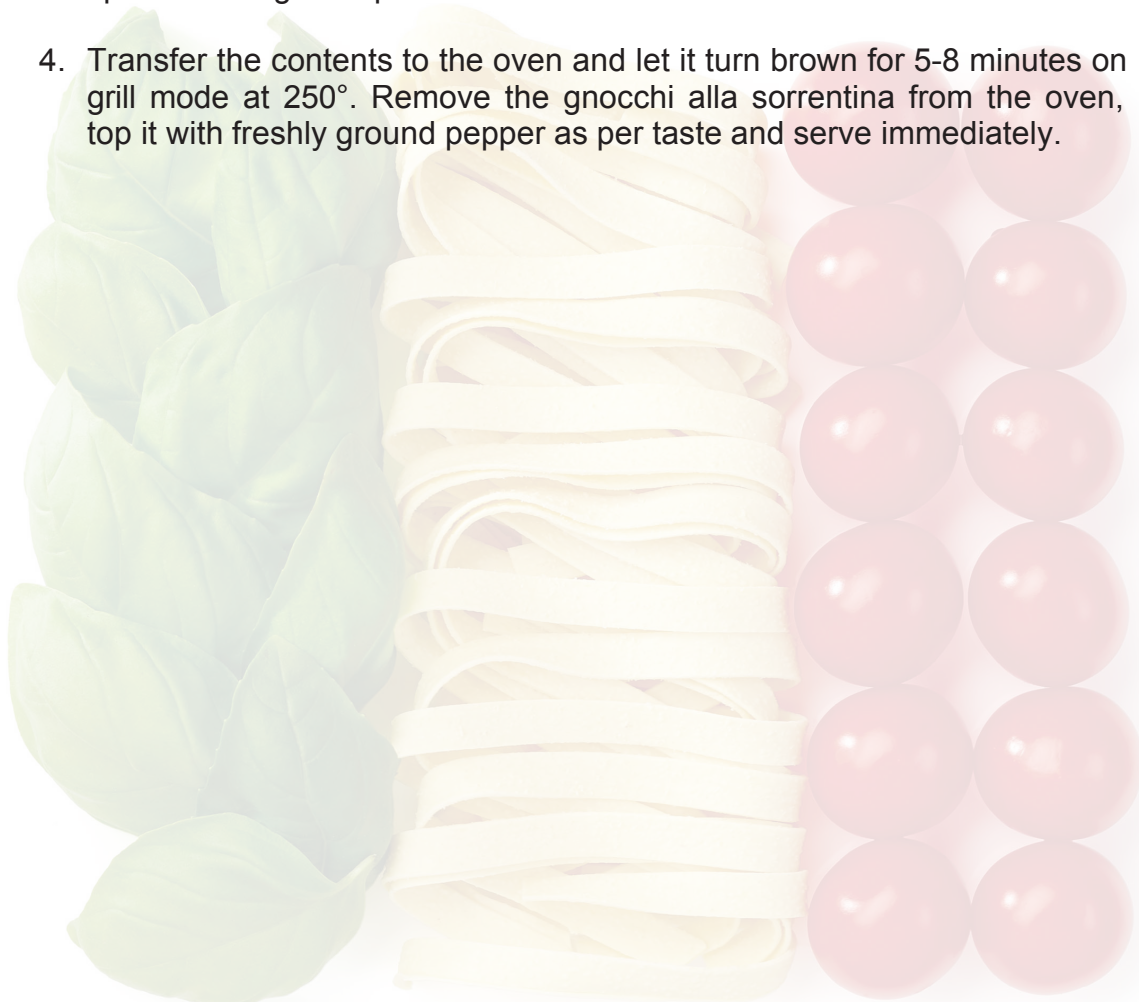 4. Transfer the contents to the oven and let it turn brown for 5-8 minutes on
grill mode at 250°. Remove the gnocchi alla sorrentina from the oven,
top it with freshly ground pepper as per taste and serve immediately.